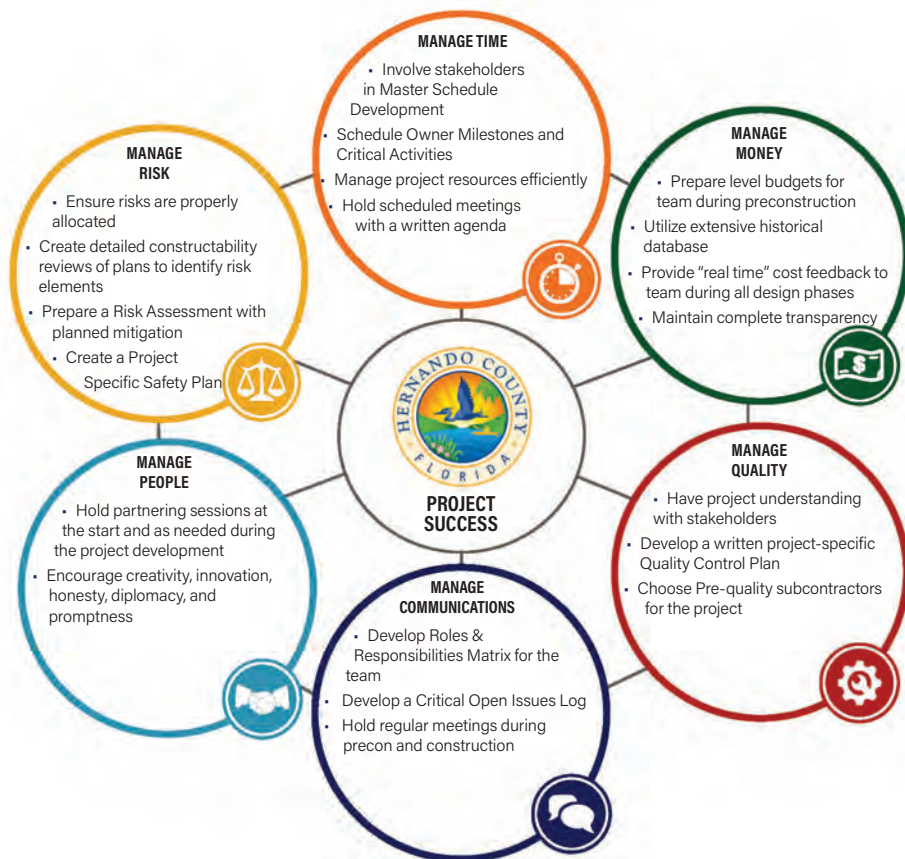 MANAGE TIME
▪ Involve stakeholders
in Master Schedule
Development
▪ Schedule Owner Milestones and
Critical Activities
▪ Manage project resources efficiently
▪ Hold scheduled meetings
with a written agenda
MANAGE
MONEY
▪ Prepare level budgets for
team during preconstruction
▪ Utilize extensive historical
database
▪ Provide "real time" cost feedback to
team during all design phases
▪ Maintain complete transparency
$
MANAGE
QUALITY
▪ Have project understanding
with stakeholders
▪ Develop a written project-specific
Quality Control Plan
▪ Choose Pre-quality subcontractors
for the project
MANAGE
COMMUNICATIONS
▪ Develop Roles &
Responsibilities Matrix for the
team
▪ Develop a Critical Open Issues Log
▪ Hold regular meetings during
precon and construction
MANAGE
PEOPLE
▪ Hold partnering sessions at
the start and as needed during
the project development
▪ Encourage creativity, innovation,
honesty, diplomacy, and
promptness
MANAGE
RISK
▪ Ensure risks are properly
allocated
▪ Create detailed constructability
reviews of plans to identify risk
elements
▪ Prepare a Risk Assessment with
planned mitigation
▪ Create a Project
Specific Safety Plan
HERNANDO COUNTY
FLORIDA
PROJECT
SUCCESS